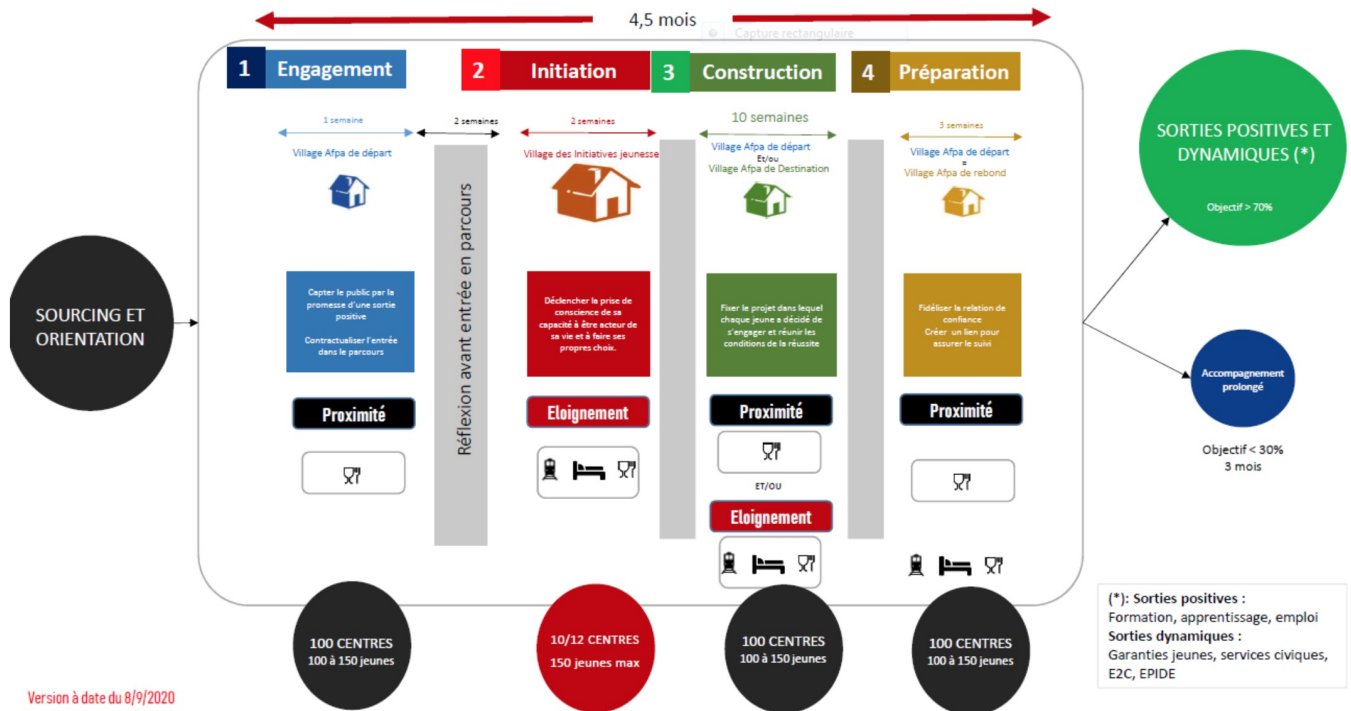 4,5 mois
Capture rectangulaire
1 Engagement
2 Initiation
3 Construction
4 Préparation
1 semaine
2 semaines
2 semaines
10 semaines
3 semaines
Village Afpa de départ
Village des Initiatives jeunesse
Village Afpa de départ
Et/ou
Village Afpa de Destination
Village Afpa de départ
=
Village Afpa de rebond
SOURCING ET
ORIENTATION
Réflexion avant entrée en parcours
Capter le public par la
promesse d'une sortie
positive
Contractualiser l'entrée
dans le parcours
Déclencher la prise de
conscience de sa
capacité à être acteur de
sa vie et à faire ses
propres choix.
Fixer le projet dans lequel
chaque jeune a décidé de
s'engager et réunir les
conditions de la réussite
Fidéliser la relation de
confiance
Créer un lien pour
assurer le suivi
Proximité
Eloignement
Proximité
ET/OU
Eloignement
Proximité
100 CENTRES
100 à 150 jeunes
10/12 CENTRES
150 jeunes max
100 CENTRES
100 à 150 jeunes
100 CENTRES
100 à 150 jeunes
SORTIES POSITIVES ET
DYNAMIQUES (*)
Objectif > 70%
Accompagnement
prolongé
Objectif < 30%
3 mois
(*): Sorties positives :
Formation, apprentissage, emploi
Sorties dynamiques :
Garanties jeunes, services civiques,
E2C, EPIDE
Version à date du 8/9/2020